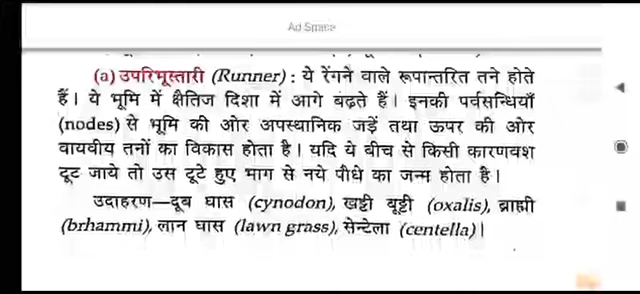 Ad Space
(a) उपरिभूस्तारी (Runner) : ये रेंगने वाले रूपान्तरित तने होते
हैं। ये भूमि में क्षैतिज दिशा में आगे बढ़ते हैं। इनकी पर्वसन्धियाँ
(nodes) से भूमि की ओर अपस्थानिक जड़ें तथा ऊपर की ओर
वायवीय तनों का विकास होता है। यदि ये बीच से किसी कारणवश
टूट जाये तो उस टूटे हुए भाग से नये पौधे का जन्म होता है।
उदाहरण—दूब घास (cynodon), खट्टी बूट्टी (oxalis), ब्राह्मी
(brhammi), लान घास (lawn grass), सेन्टेला (centella)।